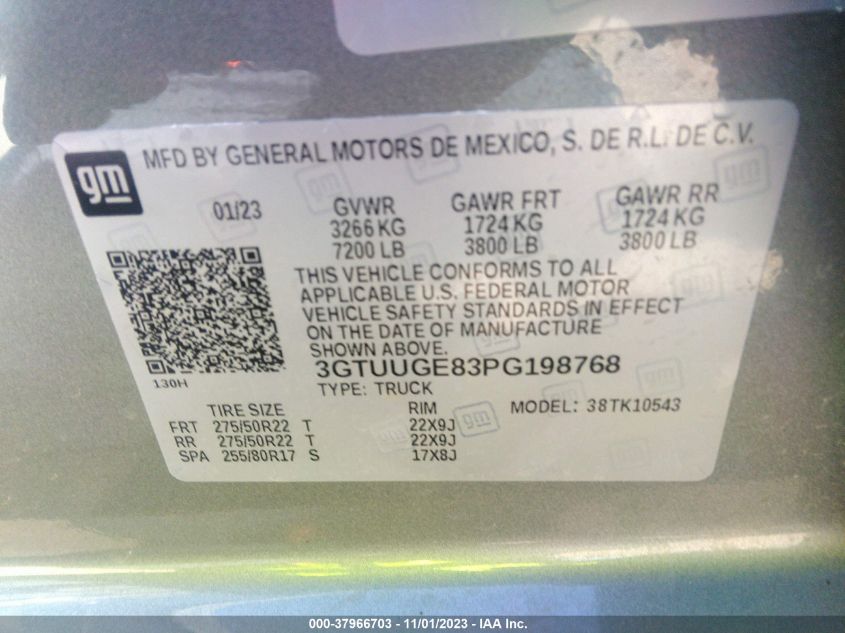 gm
MFD BY GENERAL MOTORS DE MEXICO, S. DE R.L. DE C.V.
01/23
GVWR
3266 KG
7200 LB
GAWR FRT
1724 KG
3800 LB
GAWR RR
1724 KG
3800 LB
THIS VEHICLE CONFORMS TO ALL
APPLICABLE U.S. FEDERAL MOTOR
VEHICLE SAFETY STANDARDS IN EFFECT
ON THE DATE OF MANUFACTURE
SHOWN ABOVE.
130H
3GTUUGE83PG198768
TYPE: TRUCK
TIRE SIZE RIM MODEL: 38TK10543
FRT 275/50R22 T 22X9J
RR 275/50R22 T 22X9J
SPA 255/80R17 S 17X8J
000-37966703 - 11/01/2023 - IAA Inc.